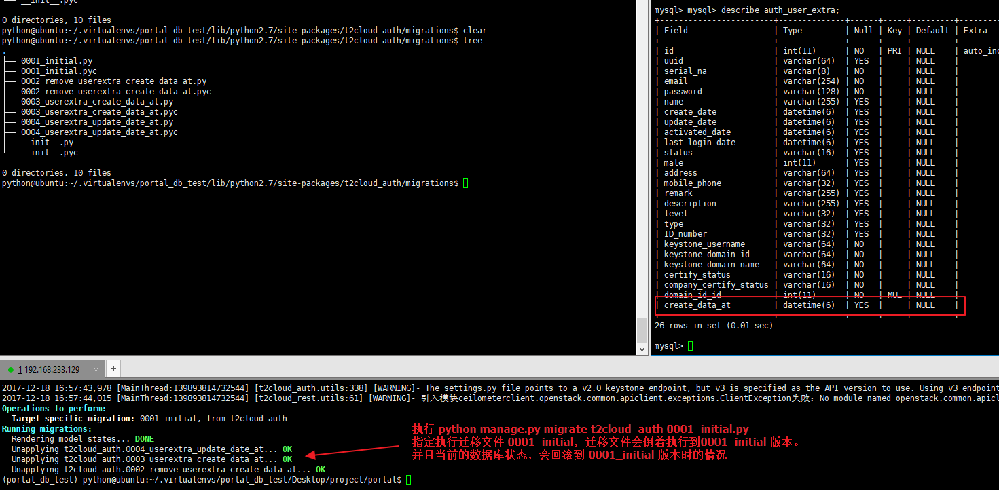 __init__.pyc
0 directories, 10 files
python@ubuntu:~/.virtualenvs/portal_db_test/lib/python2.7/site-packages/t2cloud_auth/migrations$ clear
python@ubuntu:~/.virtualenvs/portal_db_test/lib/python2.7/site-packages/t2cloud_auth/migrations$ tree
.
├── 0001_initial.py
├── 0001_initial.pyc
├── 0002_remove_userextra_create_data_at.py
├── 0002_remove_userextra_create_data_at.pyc
├── 0003_userextra_create_data_at.py
├── 0003_userextra_create_data_at.pyc
├── 0004_userextra_update_date_at.py
├── 0004_userextra_update_date_at.pyc
├── __init__.py
└── __init__.pyc
0 directories, 10 files
python@ubuntu:~/.virtualenvs/portal_db_test/lib/python2.7/site-packages/t2cloud_auth/migrations$
mysql> mysql> describe auth_user_extra;
| Field | Type | Null | Key | Default | Extra
| id | int(11) | NO | PRI | NULL | auto_inc
| uuid | varchar(64) | YES | | NULL |
| serial_na | varchar(8) | NO | | NULL |
| email | varchar(254) | NO | | NULL |
| password | varchar(128) | NO | | NULL |
| name | varchar(255) | YES | | NULL |
| create_date | datetime(6) | YES | | NULL |
| update_date | datetime(6) | YES | | NULL |
| activated_date | datetime(6) | YES | | NULL |
| last_login_date | datetime(6) | YES | | NULL |
| status | varchar(16) | YES | | NULL |
| male | int(11) | YES | | NULL |
| address | varchar(64) | YES | | NULL |
| mobile_phone | varchar(32) | YES | | NULL |
| remark | varchar(255) | YES | | NULL |
| description | varchar(255) | YES | | NULL |
| level | varchar(32) | YES | | NULL |
| type | varchar(32) | YES | | NULL |
| ID_number | varchar(32) | YES | | NULL |
| keystone_username | varchar(64) | NO | | NULL |
| keystone_domain_id | varchar(64) | NO | | NULL |
| keystone_domain_name | varchar(64) | NO | | NULL |
| certify_status | varchar(16) | NO | | NULL |
| company_certify_status | varchar(16) | NO | | NULL |
| domain_id_id | int(11) | NO | MUL | NULL |
| create_data_at | datetime(6) | YES | | NULL |
26 rows in set (0.01 sec)
mysql>
1 192.168.233.129 × +
2017-12-18 16:57:43,978 [MainThread:139893814732544] [t2cloud_auth.utils:338] [WARNING]- The settings.py file points to a v2.0 keystone endpoint, but v3 is specified as the API version to use. Using v3 endpoint
2017-12-18 16:57:44,015 [MainThread:139893814732544] [t2cloud_rest.utils:61] [WARNING]- 引入模块ceilometerclient.openstack.common.apiclient.exceptions.ClientException失败: No module named openstack.common.apicl
Operations to perform:
Target specific migration: 0001_initial, from t2cloud_auth
Running migrations:
Rendering model states... DONE
Unapplying t2cloud_auth.0004_userextra_update_date_at... OK
Unapplying t2cloud_auth.0003_userextra_create_data_at... OK
Unapplying t2cloud_auth.0002_remove_userextra_create_data_at... OK
(portal_db_test) python@ubuntu:~/.virtualenvs/portal_db_test/Desktop/project/portal$
执行 python manage.py migrate t2cloud_auth 0001_initial.py
指定执行迁移文件 0001_initial，迁移文件会倒着执行到0001_initial 版本。
并且当前的数据库状态，会回滚到 0001_initial 版本时的情况